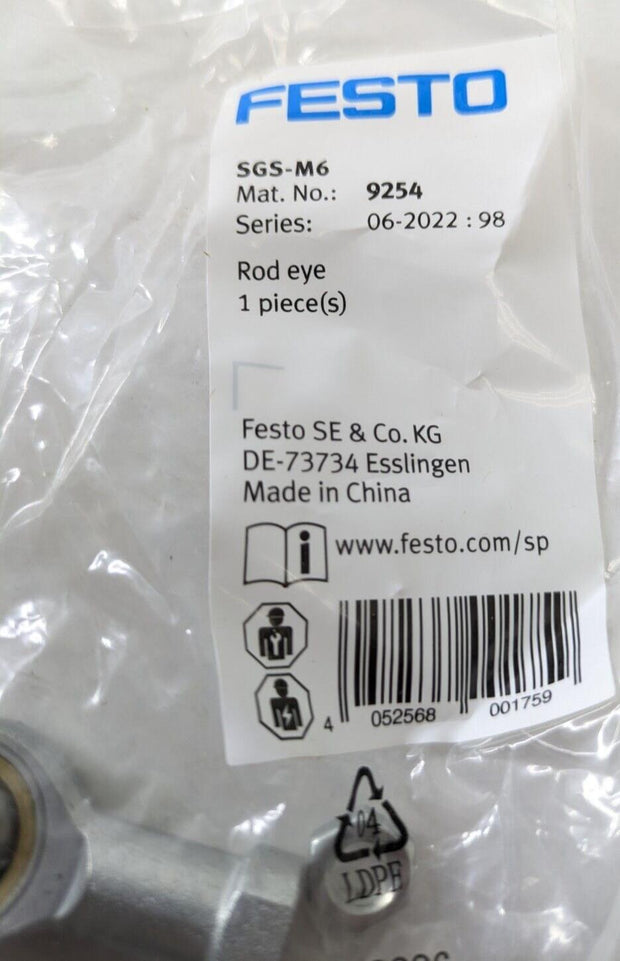 FESTO
SGS-M6
Mat. No.: 9254
Series: 06-2022 : 98
Rod eye
1 piece(s)
Festo SE & Co. KG
DE-73734 Esslingen
Made in China
www.festo.com/sp
4 052568 001759
04
LDPE